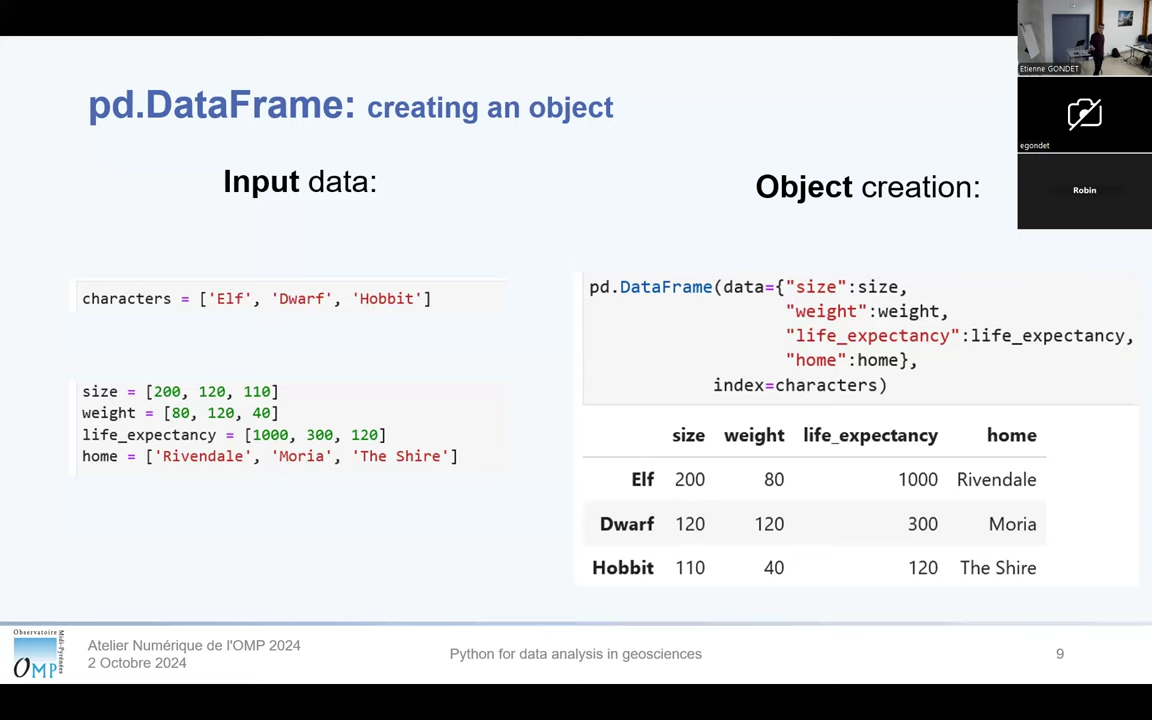 pd.DataFrame: creating an object
Input data:
characters = ['Elf', 'Dwarf', 'Hobbit']
size = [200, 120, 110]
weight = [80, 120, 40]
life_expectancy = [1000, 300, 120]
home = ['Rivendale', 'Moria', 'The Shire']
Object creation:
pd.DataFrame(data={"size":size,
"weight":weight,
"life_expectancy":life_expectancy,
"home":home},
index=characters)
size weight life_expectancy home
Elf 200 80 1000 Rivendale
Dwarf 120 120 300 Moria
Hobbit 110 40 120 The Shire
Etienne GONDET
egondet
Robin
Observatoire
Midi-Pyrénées
OMP
Atelier Numérique de l'OMP 2024
2 Octobre 2024
Python for data analysis in geosciences
9